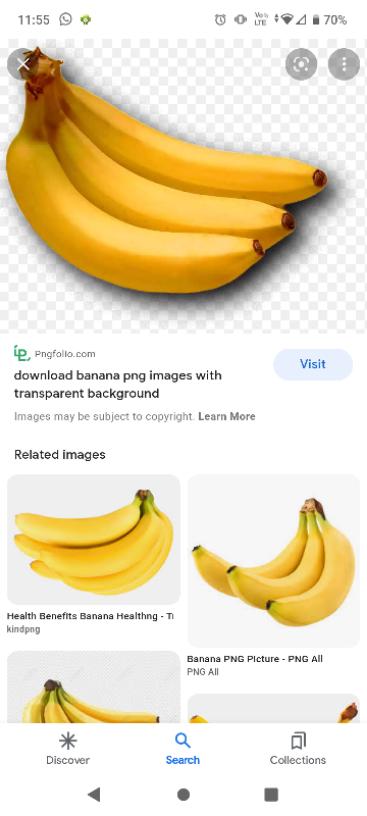 11:55
Vo))
LTE
70%
Pngfolio.com
download banana png images with
transparent background
Visit
Images may be subject to copyright. Learn More
Related images
Health Benefits Banana Healthng - Ti
kindpng
Banana PNG Picture - PNG All
PNG All
Discover
Search
Collections